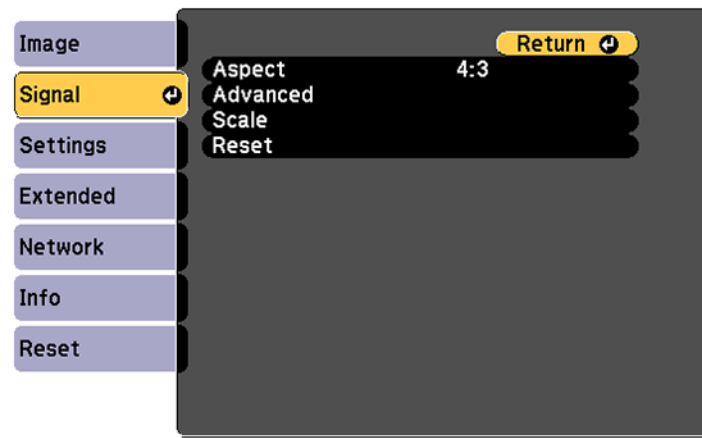 Image
Signal
Settings
Extended
Network
Info
Reset
Return
Aspect 4:3
Advanced
Scale
Reset